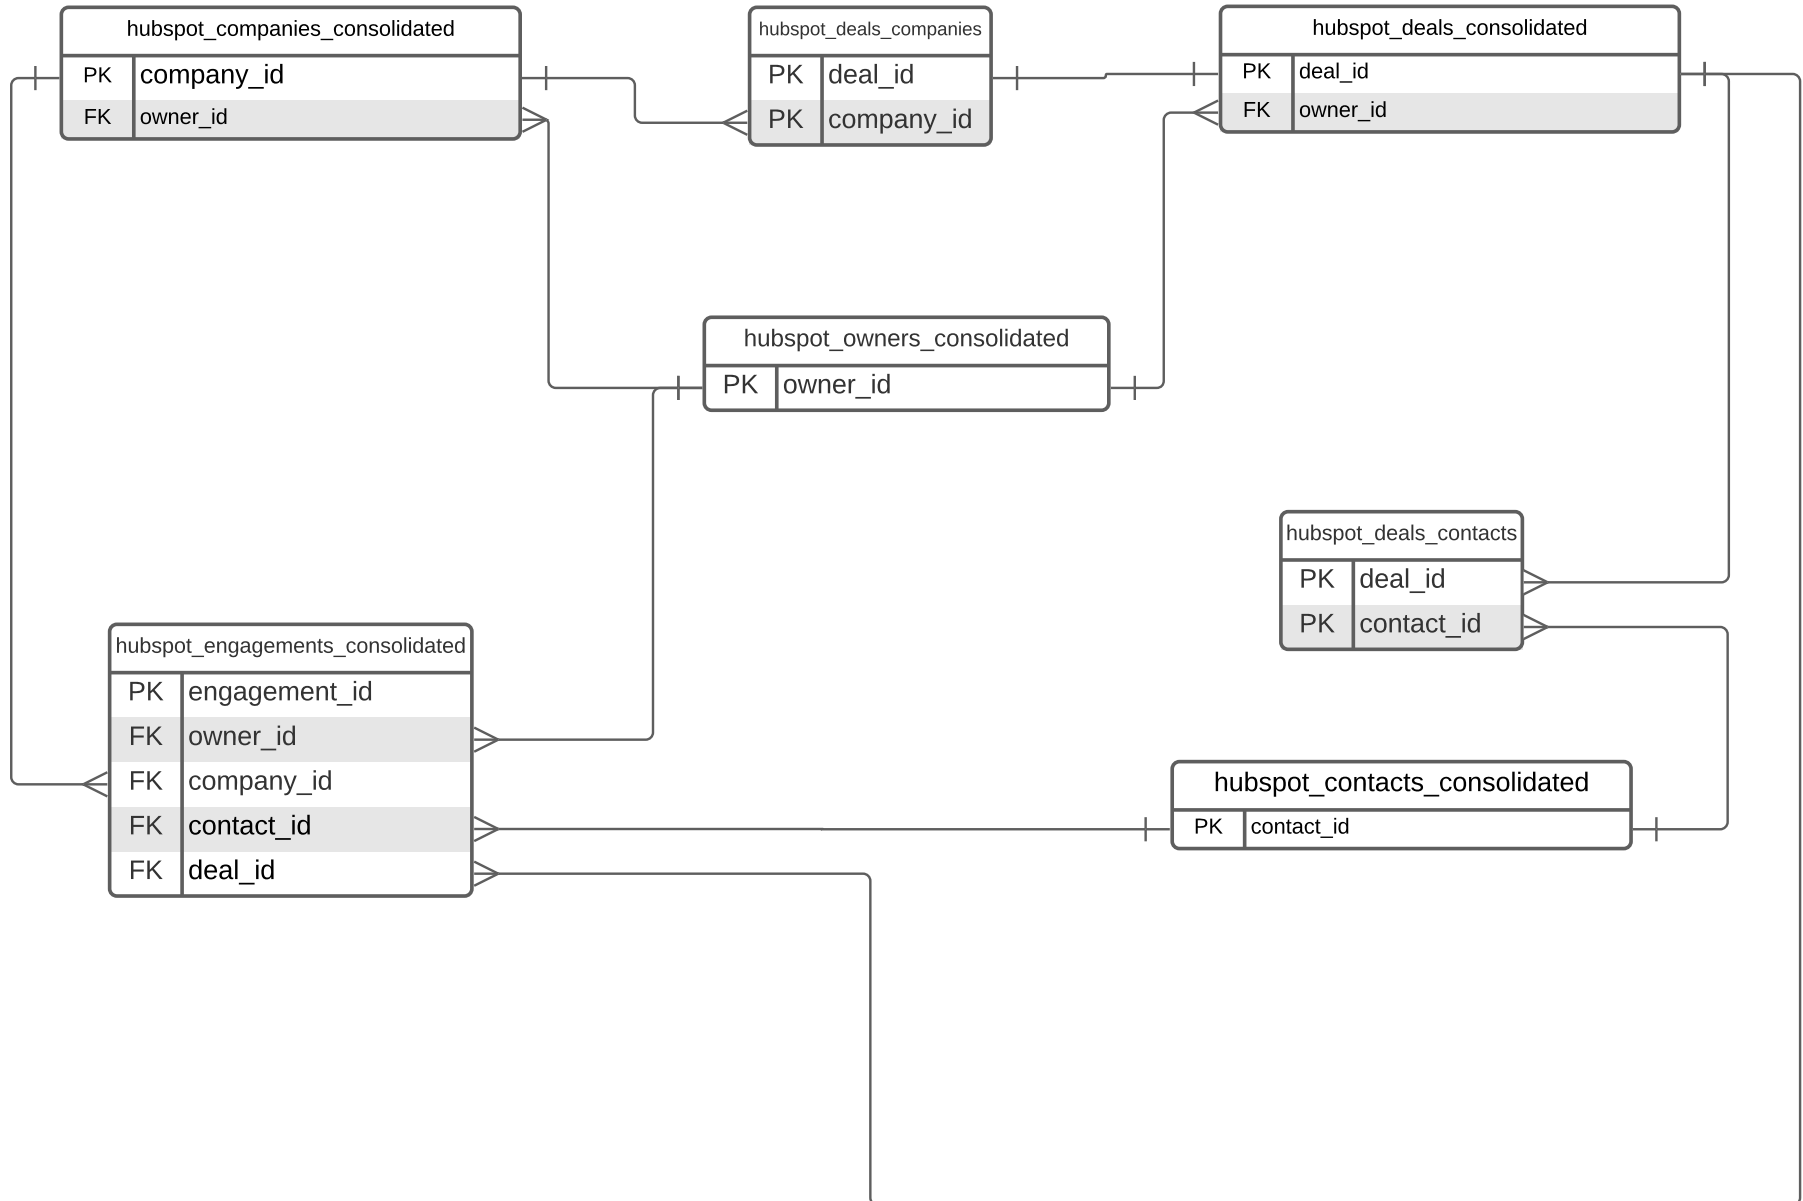 hubspot_companies_consolidated
PK company_id
FK owner_id
hubspot_deals_companies
PK deal_id
PK company_id
hubspot_deals_consolidated
PK deal_id
FK owner_id
hubspot_owners_consolidated
PK owner_id
hubspot_deals_contacts
PK deal_id
PK contact_id
hubspot_engagements_consolidated
PK engagement_id
FK owner_id
FK company_id
FK contact_id
FK deal_id
hubspot_contacts_consolidated
PK contact_id